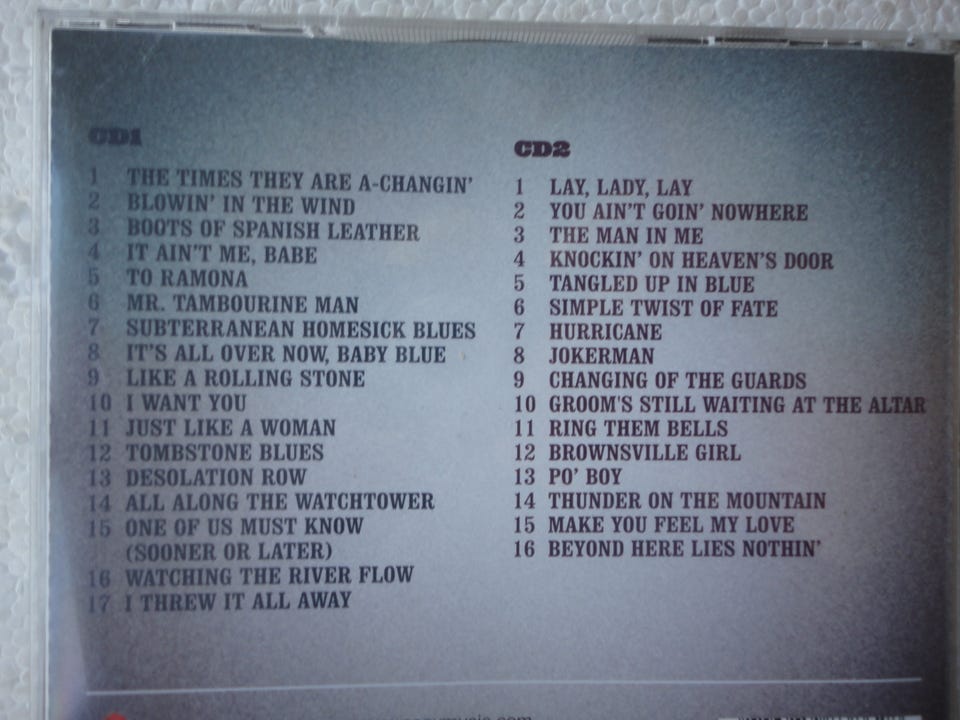 CD1
1 THE TIMES THEY ARE A-CHANGIN'
2 BLOWIN' IN THE WIND
3 BOOTS OF SPANISH LEATHER
4 IT AIN'T ME, BABE
5 TO RAMONA
6 MR. TAMBOURINE MAN
7 SUBTERRANEAN HOMESICK BLUES
8 IT'S ALL OVER NOW, BABY BLUE
9 LIKE A ROLLING STONE
10 I WANT YOU
11 JUST LIKE A WOMAN
12 TOMBSTONE BLUES
13 DESOLATION ROW
14 ALL ALONG THE WATCHTOWER
15 ONE OF US MUST KNOW
(SOONER OR LATER)
16 WATCHING THE RIVER FLOW
17 I THREW IT ALL AWAY
CD2
1 LAY, LADY, LAY
2 YOU AIN'T GOIN' NOWHERE
3 THE MAN IN ME
4 KNOCKIN' ON HEAVEN'S DOOR
5 TANGLED UP IN BLUE
6 SIMPLE TWIST OF FATE
7 HURRICANE
8 JOKERMAN
9 CHANGING OF THE GUARDS
10 GROOM'S STILL WAITING AT THE ALTAR
11 RING THEM BELLS
12 BROWNSVILLE GIRL
13 PO' BOY
14 THUNDER ON THE MOUNTAIN
15 MAKE YOU FEEL MY LOVE
16 BEYOND HERE LIES NOTHIN'